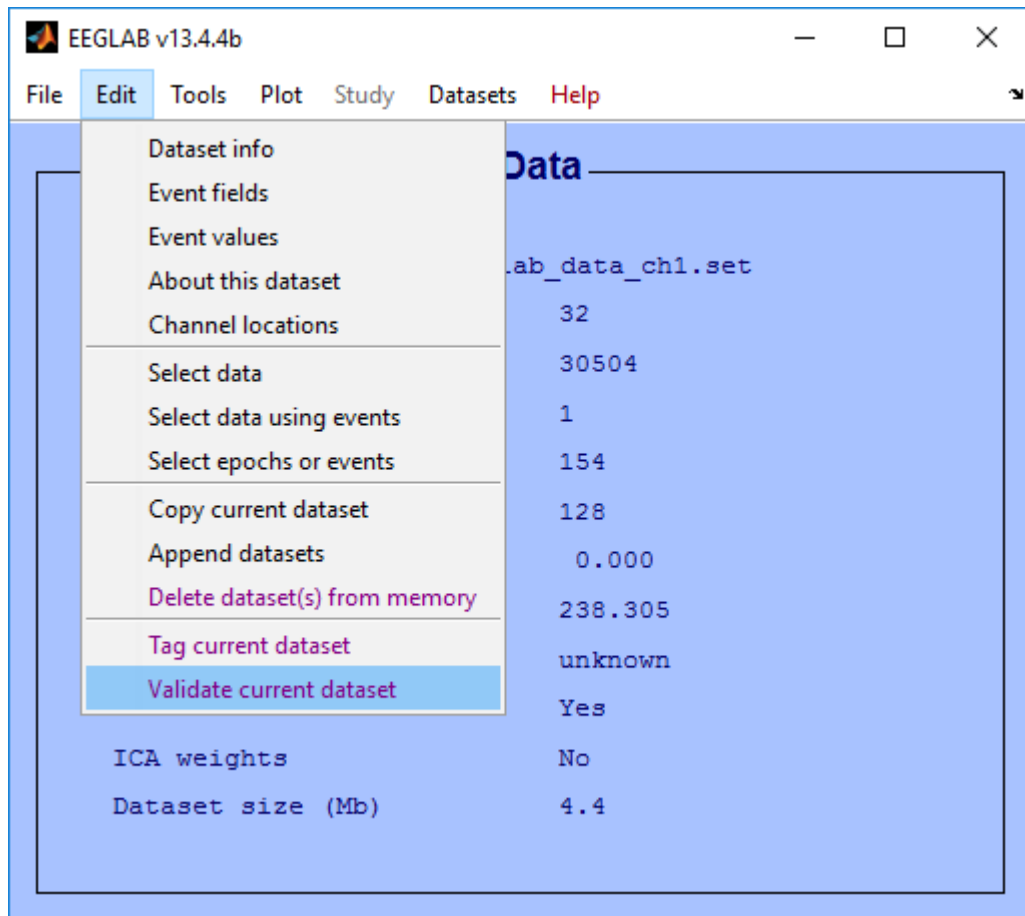 EEGLAB v13.4.4b
File Edit Tools Plot Study Datasets Help
Dataset info
Event fields
Event values
About this dataset
Channel locations
Select data
Select data using events
Select epochs or events
Copy current dataset
Append datasets
Delete dataset(s) from memory
Tag current dataset
Validate current dataset
Data
lab_data_ch1.set
32
30504
1
154
128
0.000
238.305
unknown
Yes
ICA weights No
Dataset size (Mb) 4.4